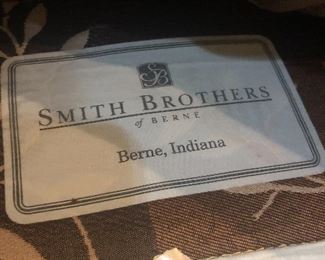 SB
SMITH BROTHERS
of BERNE
Berne, Indiana